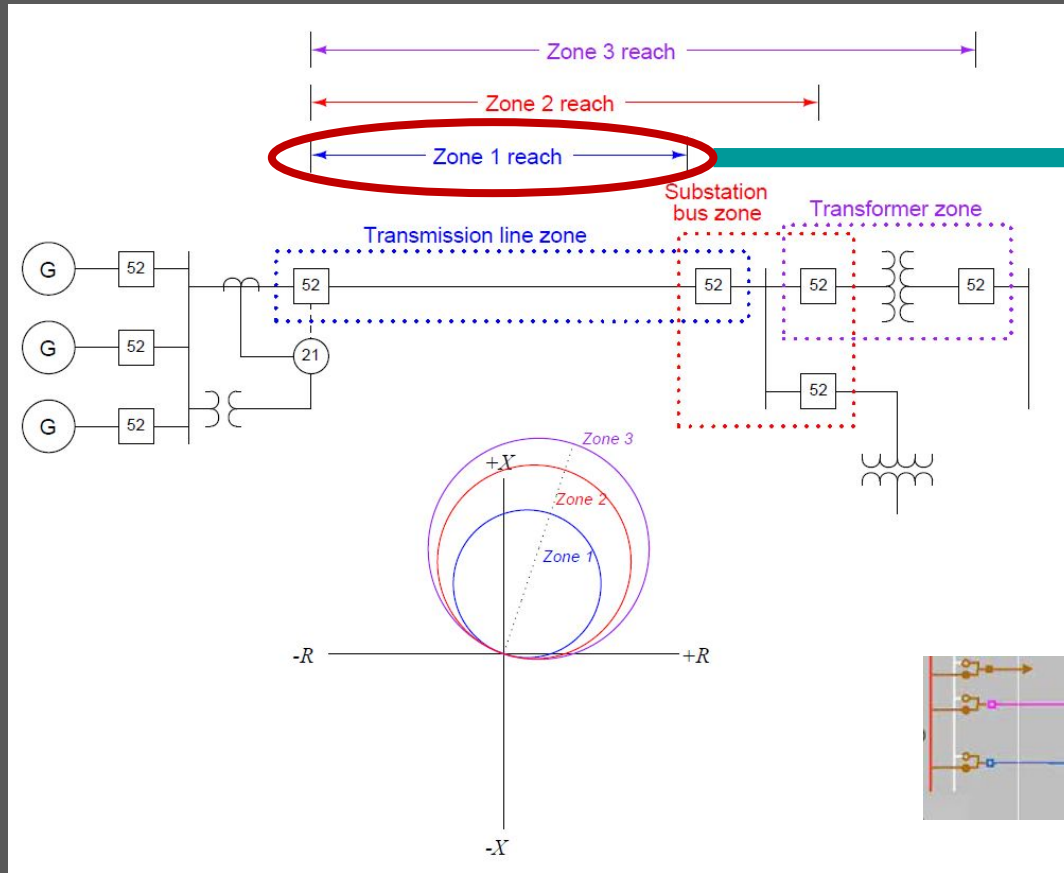 Zone 3 reach
Zone 2 reach
Zone 1 reach
Substation
bus zone
Transformer zone
Transmission line zone
G
52
52
52
52
52
G
52
21
52
G
52
Zone 3
+X
Zone 2
Zone 1
-R
+R
-X